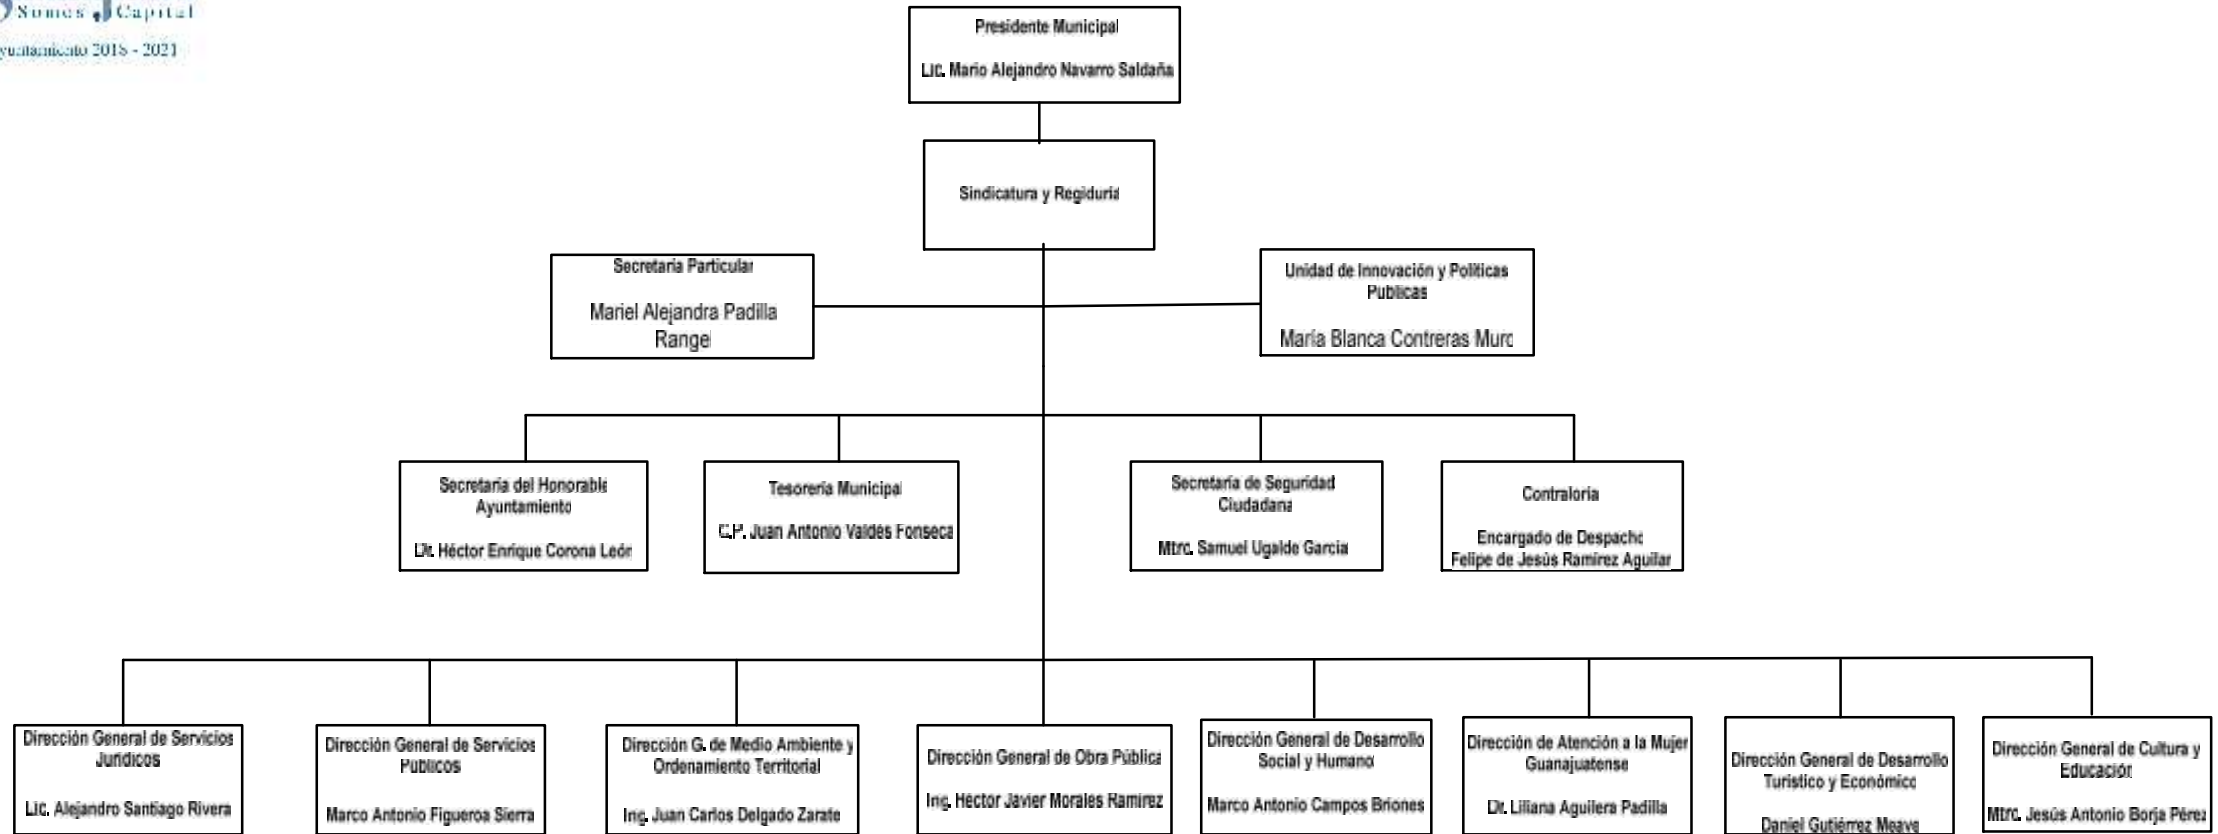 Somos Capital
yuntamiento 2018 - 2021
Presidente Municipal
Lic. Mario Alejandro Navarro Saldaña
Sindicatura y Regiduría
Secretaría Particular
Mariel Alejandra Padilla
Rangel
Unidad de Innovación y Políticas
Publicas
María Blanca Contreras Muro
Secretaría del Honorable
Ayuntamiento
Dr. Héctor Enrique Corona León
Tesorería Municipal
C.P. Juan Antonio Valdés Fonseca
Secretaría de Seguridad
Ciudadana
Mtro. Samuel Ugalde García
Contraloría
Encargado de Despacho
Felipe de Jesús Ramírez Aguilar
Dirección General de Servicios
Jurídicos
Lic. Alejandro Santiago Rivera
Dirección General de Servicios
Públicos
Marco Antonio Figueroa Sierra
Dirección G. de Medio Ambiente y
Ordenamiento Territorial
Ing. Juan Carlos Delgado Zarate
Dirección General de Obra Pública
Ing. Héctor Javier Morales Ramírez
Dirección General de Desarrollo
Social y Humano
Marco Antonio Campos Briones
Dirección de Atención a la Mujer
Guanajuatense
Liliana Aguilera Padilla
Dirección General de Desarrollo
Turístico y Económico
Daniel Gutiérrez Meave
Dirección General de Cultura y
Educación
Mtro. Jesús Antonio Borja Pérez